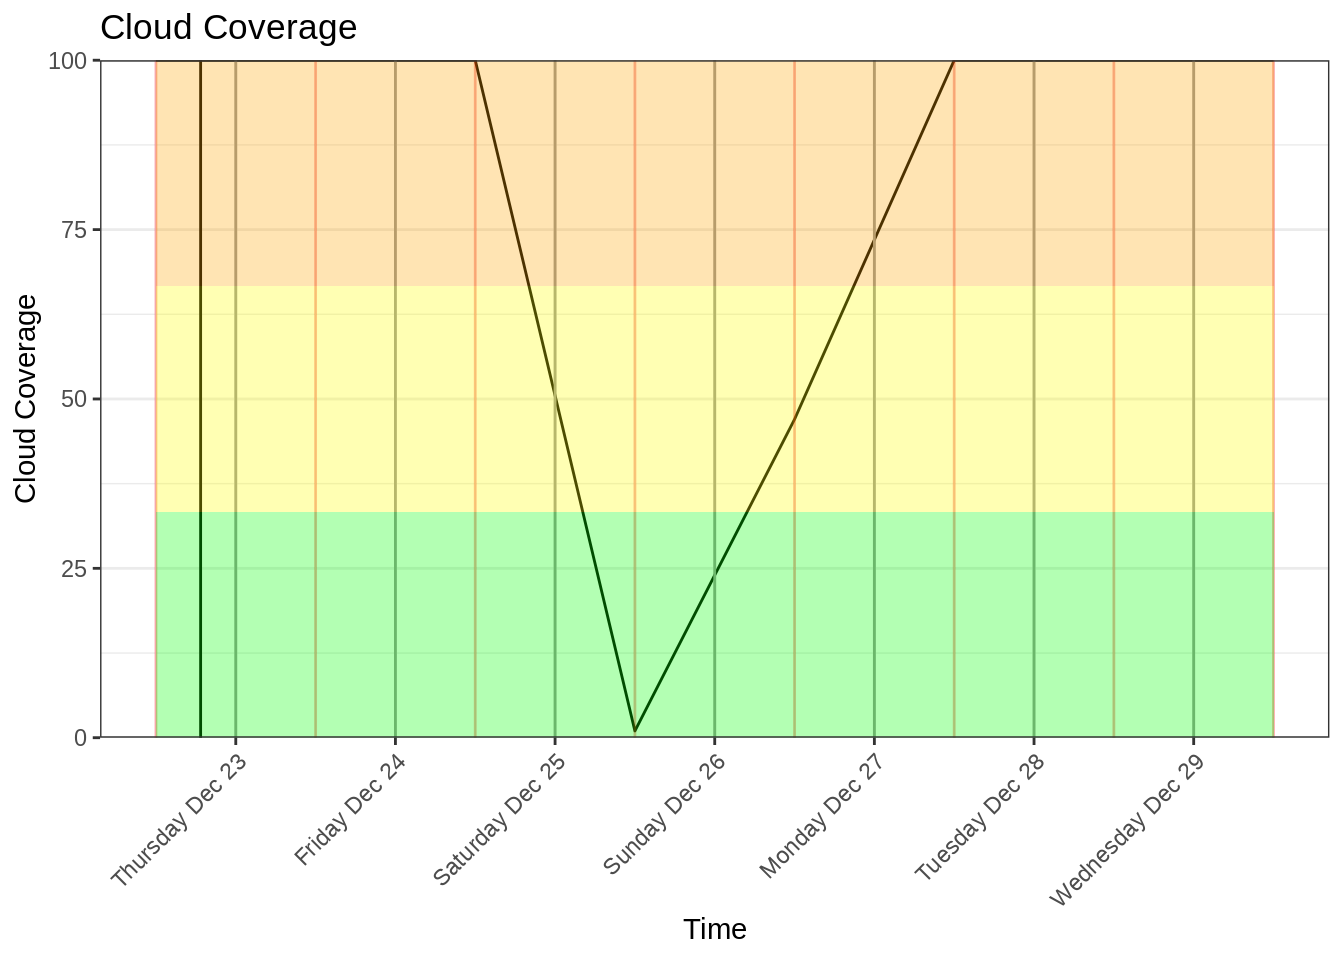 Cloud Coverage
100
75
50
25
0
Cloud Coverage
Thursday Dec 23
Friday Dec 24
Saturday Dec 25
Sunday Dec 26
Monday Dec 27
Tuesday Dec 28
Wednesday Dec 29
Time